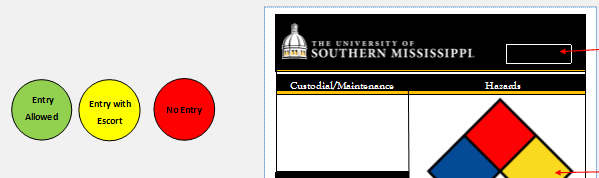 THE UNIVERSITY OF
SOUTHERN MISSISSIPPI.
Custodial/Maintenance
Hazards
Entry
Allowed
Entry with
Escort
No Entry